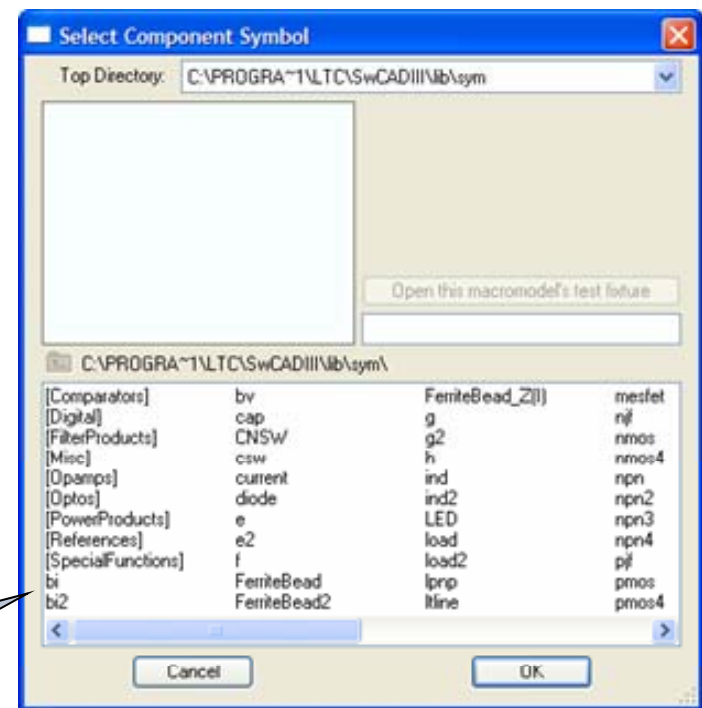 Select Component Symbol
Top Directory: C:\PROGRA~1\LTC\SwCADIII\lib\sym
Open this macromodel's test fixture
C:\PROGRA~1\LTC\SwCADIII\lib\sym\
[Comparators] bv FerriteBead_Z(I) mesfet
[Digital] cap g njf
[FilterProducts] CNSW g2 nmos
[Misc] csw h nmos4
[Opamps] current ind npn
[Optos] diode ind2 npn2
[PowerProducts] e LED npn3
[References] e2 load npn4
[SpecialFunctions] f load2 pjf
bi FerriteBead lpnp pmos
bi2 FerriteBead2 ltline pmos4
Cancel OK